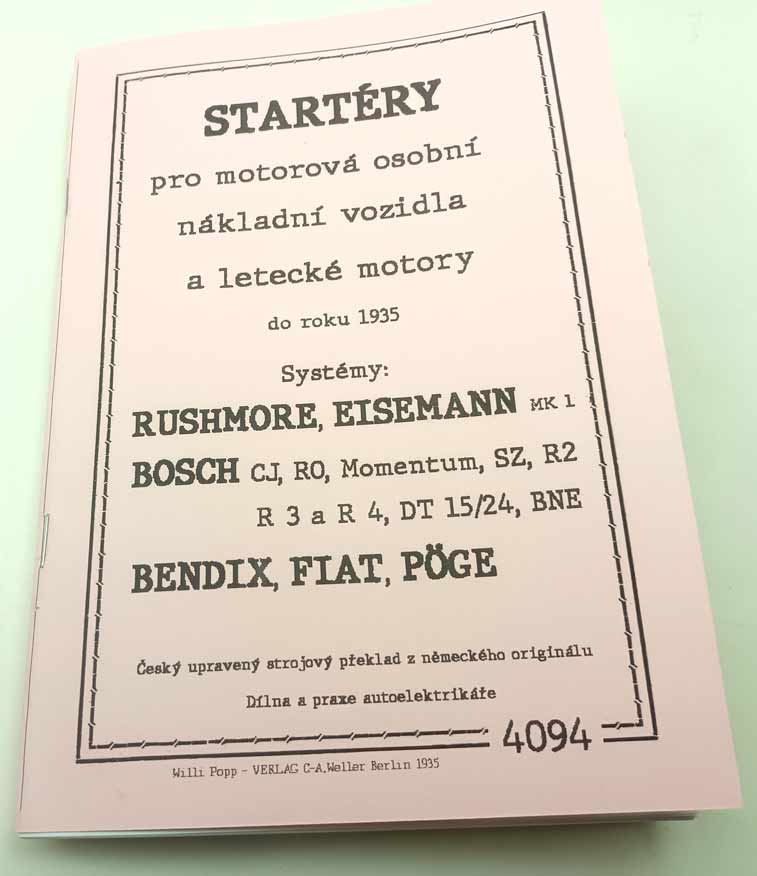 STARTÉRY
pro motorová osobní
nákladní vozidla
a letecké motory
do roku 1935
Systémy:
RUSHMORE, EISEMANN MK 1
BOSCH CJ, RO, Momentum, SZ, R2
R 3 a R 4, DT 15/24, BNE
BENDIX, FIAT, PÖGE
Český upravený strojový překlad z německého originálu
Dílna a praxe autoelektrikáře
4094
Willi Popp - VERLAG C-A.Weller Berlin 1935